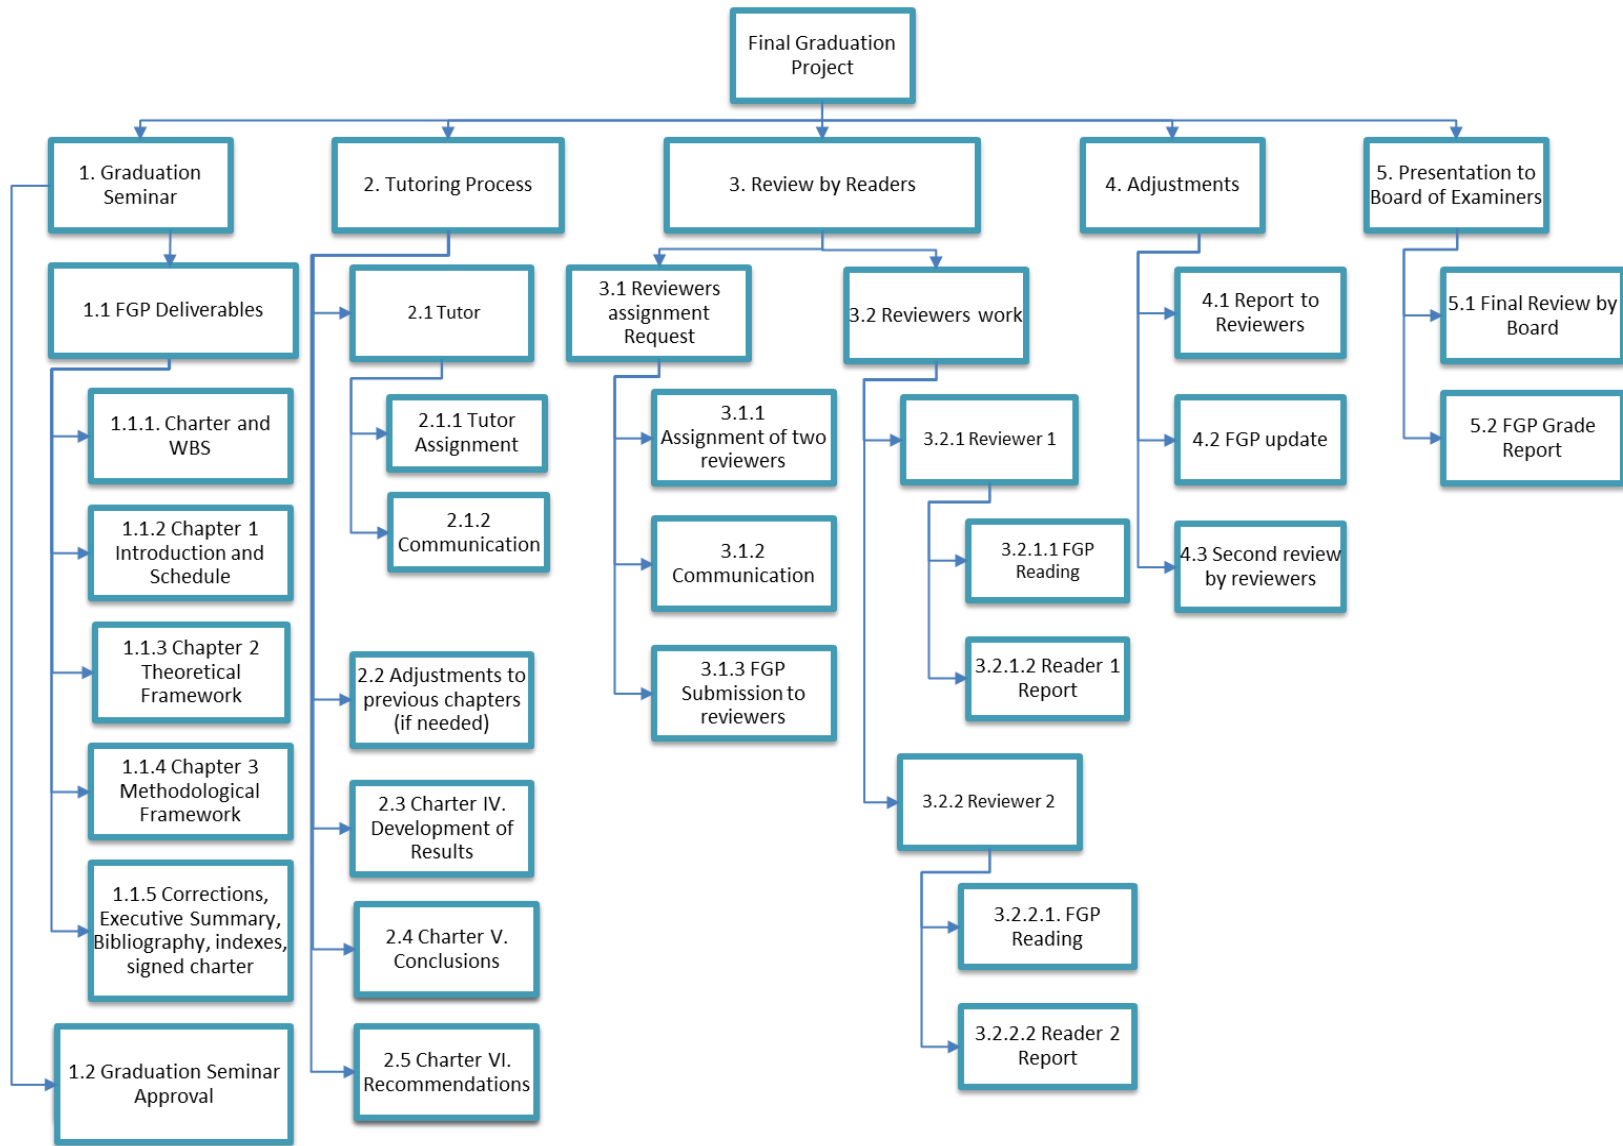 Final Graduation
Project
1. Graduation
Seminar
2. Tutoring Process
3. Review by Readers
4. Adjustments
5. Presentation to
Board of Examiners
1.1 FGP Deliverables
1.1.1. Charter and
WBS
1.1.2 Chapter 1
Introduction and
Schedule
1.1.3 Chapter 2
Theoretical
Framework
1.1.4 Chapter 3
Methodological
Framework
1.1.5 Corrections,
Executive Summary,
Bibliography, indexes,
signed charter
1.2 Graduation Seminar
Approval
2.1 Tutor
2.1.1 Tutor
Assignment
2.1.2
Communication
2.2 Adjustments to
previous chapters
(if needed)
2.3 Charter IV.
Development of
Results
2.4 Charter V.
Conclusions
2.5 Charter VI.
Recommendations
3.1 Reviewers
assignment
Request
3.1.1
Assignment of two
reviewers
3.1.2
Communication
3.1.3 FGP
Submission to
reviewers
3.2 Reviewers work
3.2.1 Reviewer 1
3.2.1.1 FGP
Reading
3.2.1.2 Reader 1
Report
3.2.2 Reviewer 2
3.2.2.1. FGP
Reading
3.2.2.2 Reader 2
Report
4.1 Report to
Reviewers
4.2 FGP update
4.3 Second review
by reviewers
5.1 Final Review by
Board
5.2 FGP Grade
Report